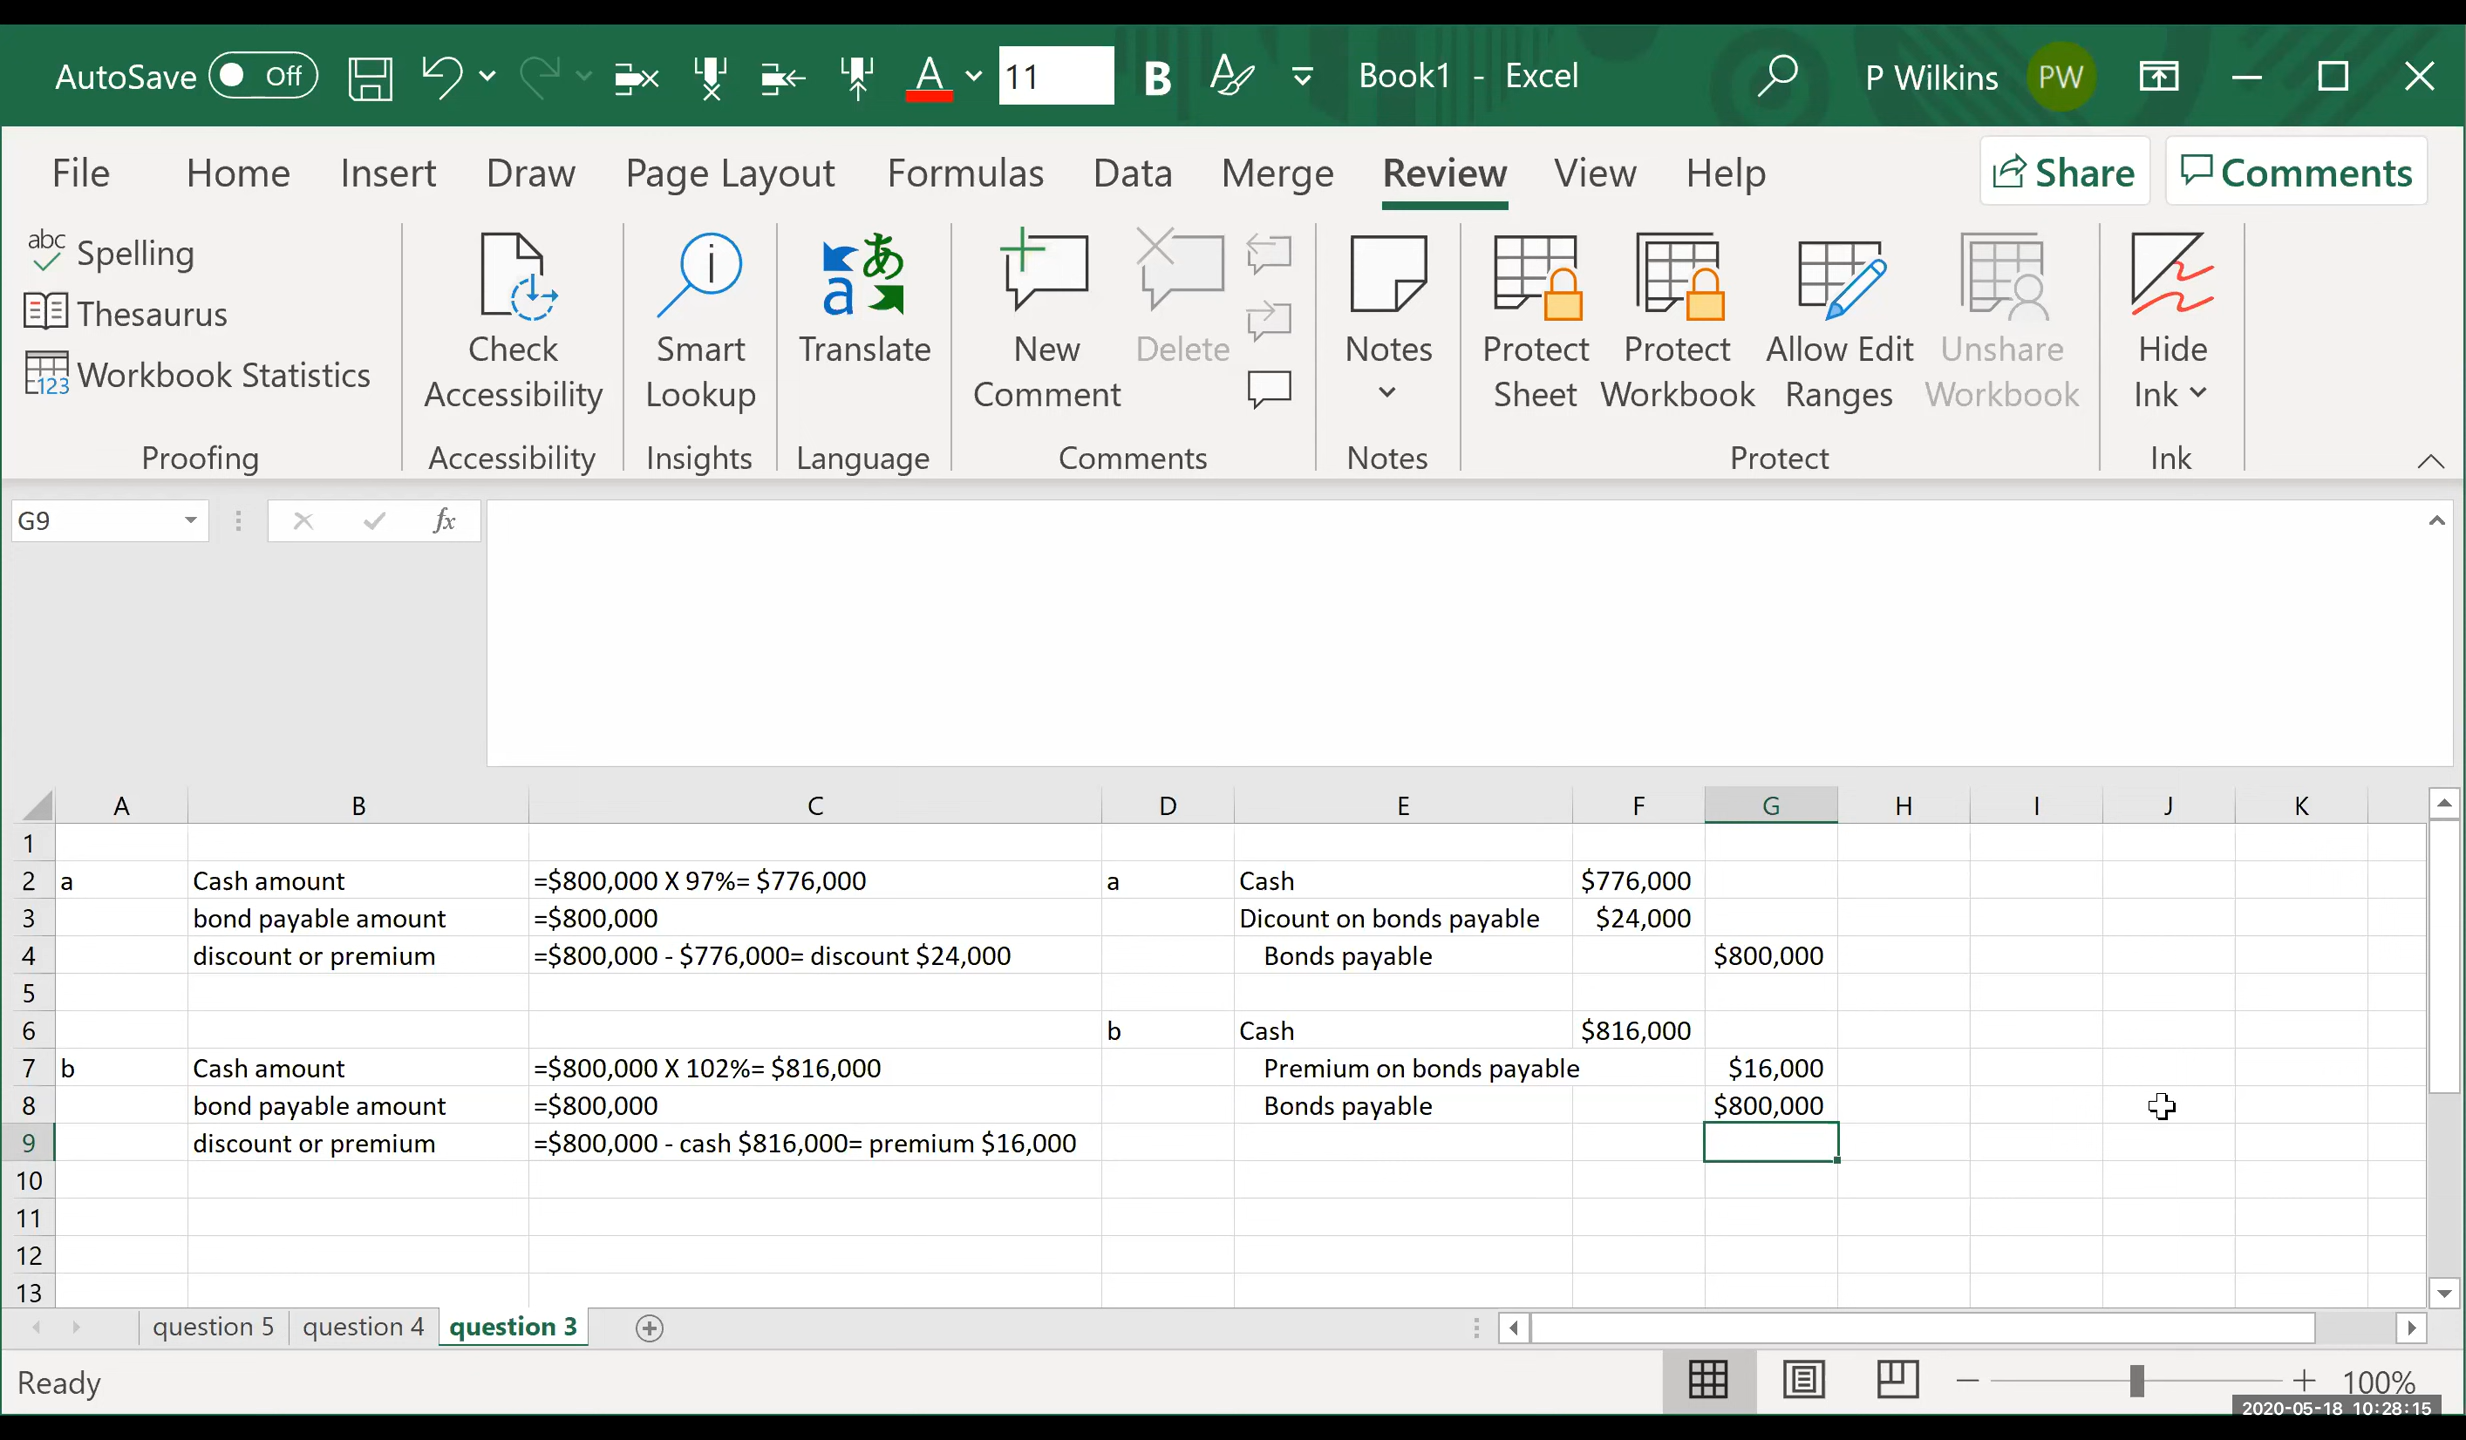 AutoSave Off 11 B Book1 - Excel P Wilkins PW
File Home Insert Draw Page Layout Formulas Data Merge Review View Help Share Comments
abc Spelling
Thesaurus
123 Workbook Statistics
Proofing
Check Accessibility
Accessibility
Smart Lookup
Insights
Translate
Language
New Comment
Delete
Comments
Notes
Notes
Protect Sheet
Protect Workbook
Allow Edit Ranges
Unshare Workbook
Protect
Hide Ink
Ink
G9 fx
A B C D E F G H I J K
1
2 a Cash amount =$800,000 X 97%= $776,000 a Cash $776,000
3 bond payable amount =$800,000 Dicount on bonds payable $24,000
4 discount or premium =$800,000 - $776,000= discount $24,000 Bonds payable $800,000
5
6 b Cash $816,000
7 b Cash amount =$800,000 X 102%= $816,000 Premium on bonds payable $16,000
8 bond payable amount =$800,000 Bonds payable $800,000
9 discount or premium =$800,000 - cash $816,000= premium $16,000
10
11
12
13
question 5 question 4 question 3
Ready 100%
2020-05-18 10:28:15